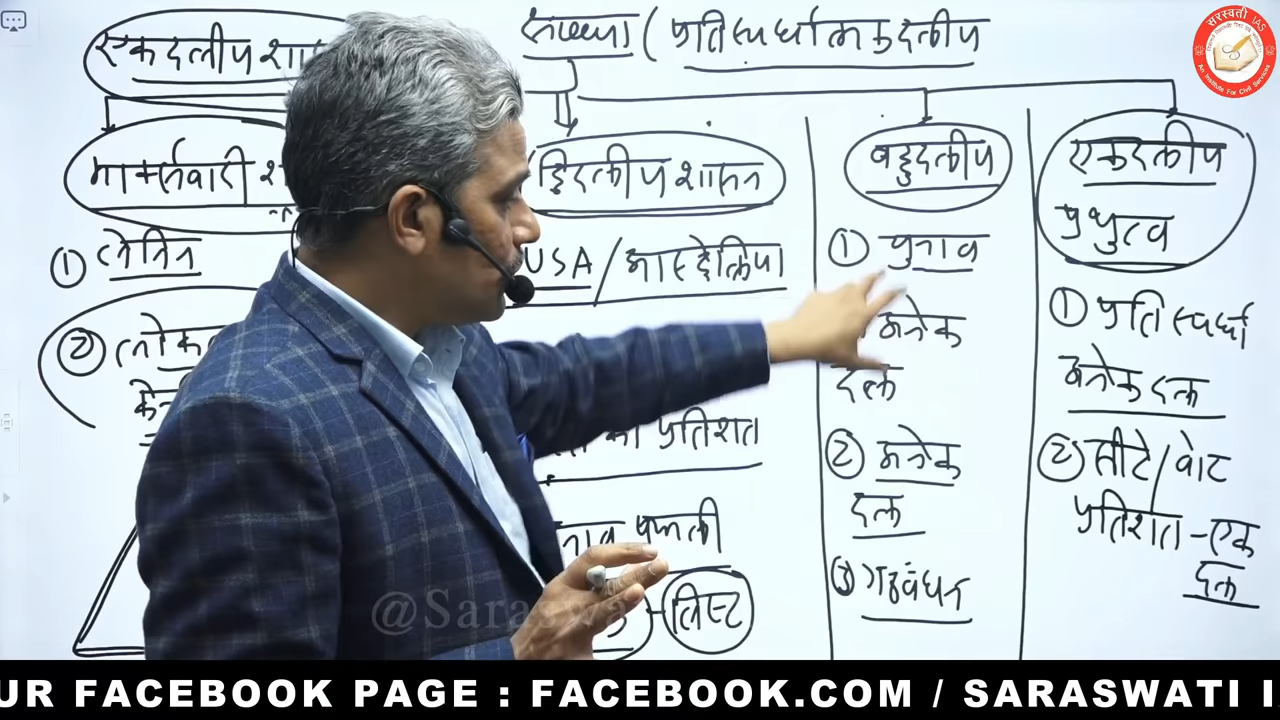 एकदलीय शा
व्यवस्था (प्रतिस्पर्धात्मक दलीय
सरस्वती IAS
An Institute For Civil Services
मार्क्सवादी श
द्विदलीय शासन
बहुदलीय
एकदलीय
प्रभुत्व
① लेनिन
USA / आस्ट्रेलिया
① चुनाव
अनेक
दल
① प्रतिस्पर्धा
अनेक दल
② लोक
के
का प्रतिशत
② अनेक
दल
② सीटें/वोट
प्रतिशत - एक
दल
नाव प्रणाली
लिस्ट
③ गठबंधन
@Saraswa
UR FACEBOOK PAGE : FACEBOOK.COM / SARASWATI I